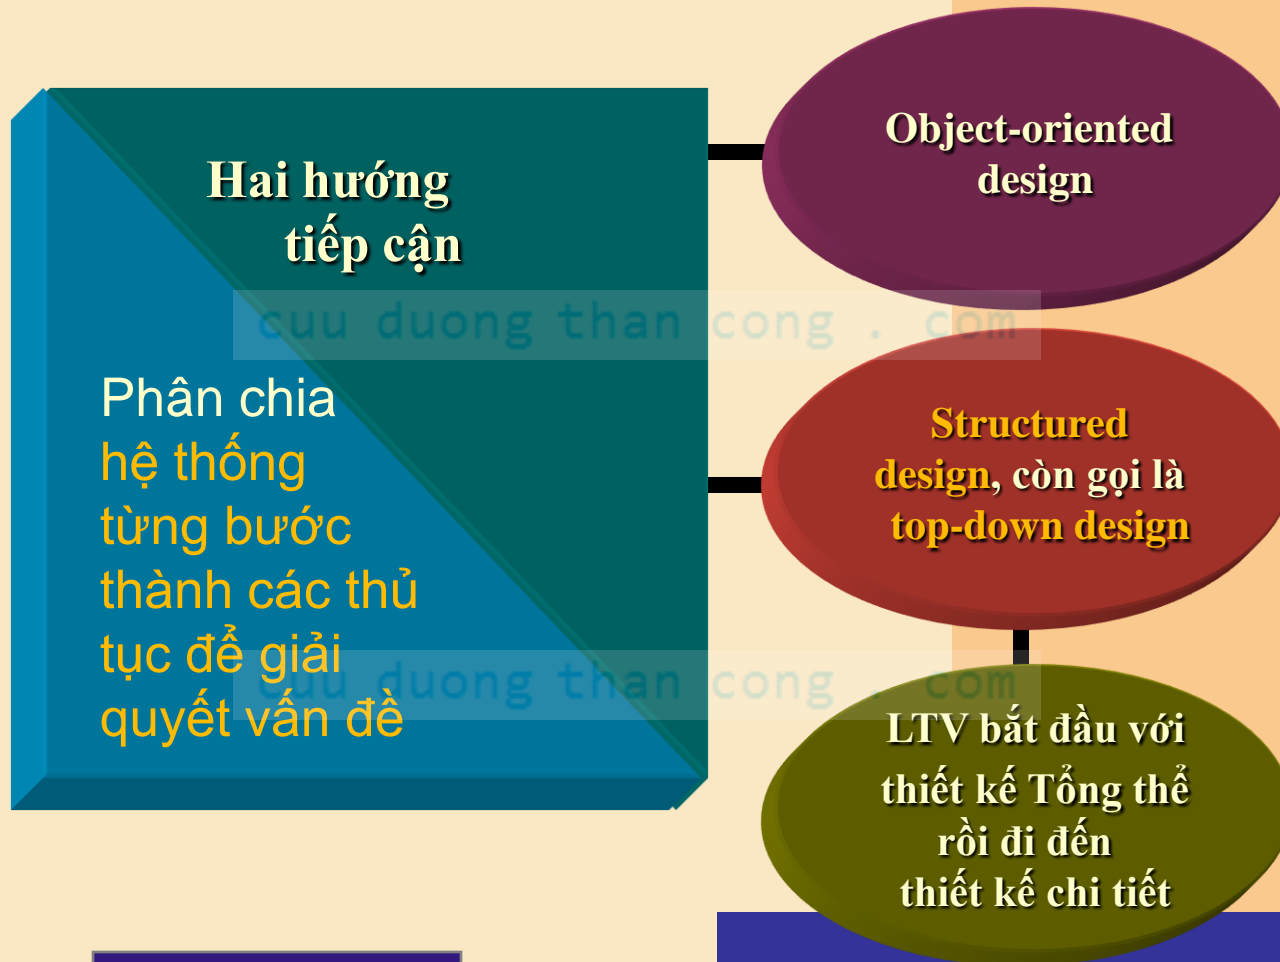 Hai hướng
tiếp cận
Phân chia
hệ thống
từng bước
thành các thủ
tục để giải
quyết vấn đề
Object-oriented
design
Structured
design, còn gọi là
top-down design
LTV bắt đầu với
thiết kế Tổng thể
rồi đi đến
thiết kế chi tiết
cuu duong than cong . com
cuu duong than cong . com